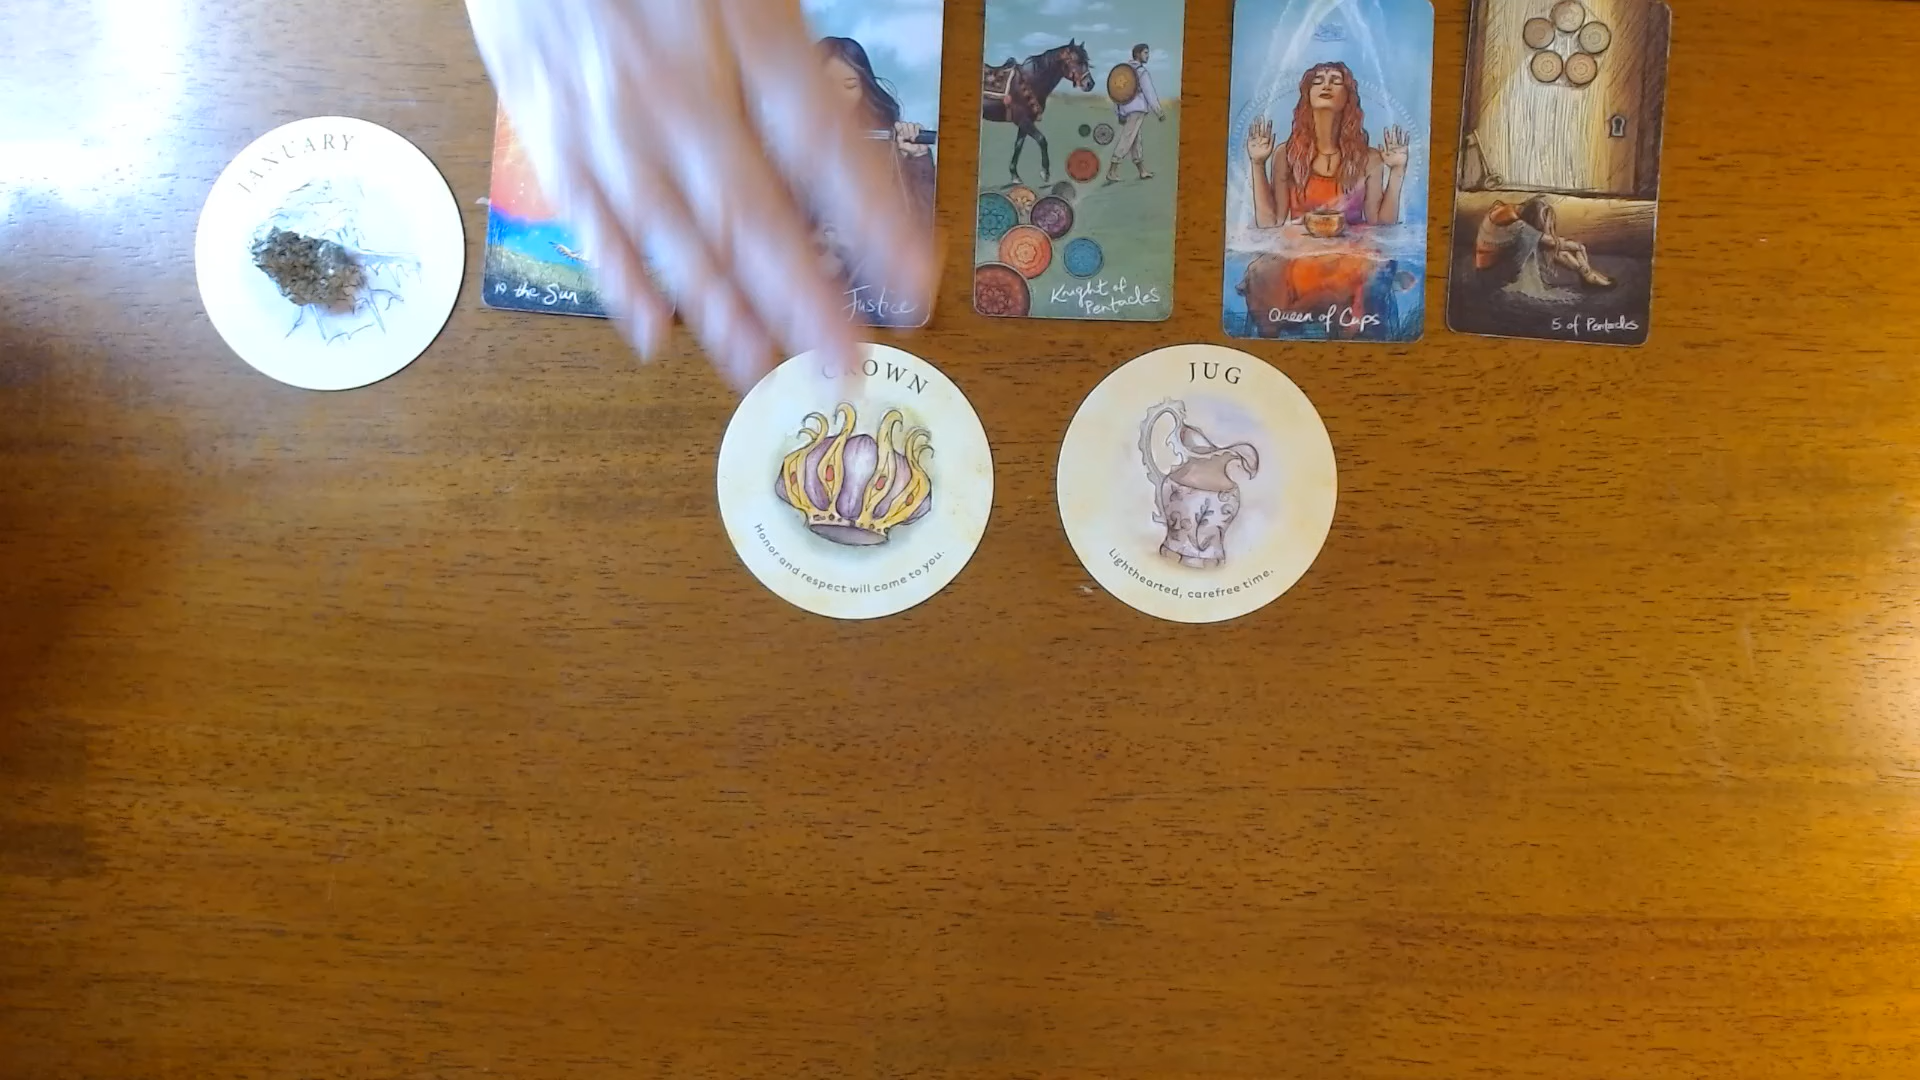 JANUARY
19 the Sun
Justice
Knight of
Pentacles
Queen of Cups
5 of Pentacles
CROWN
Honor and respect will come to you.
JUG
Lighthearted, carefree time.